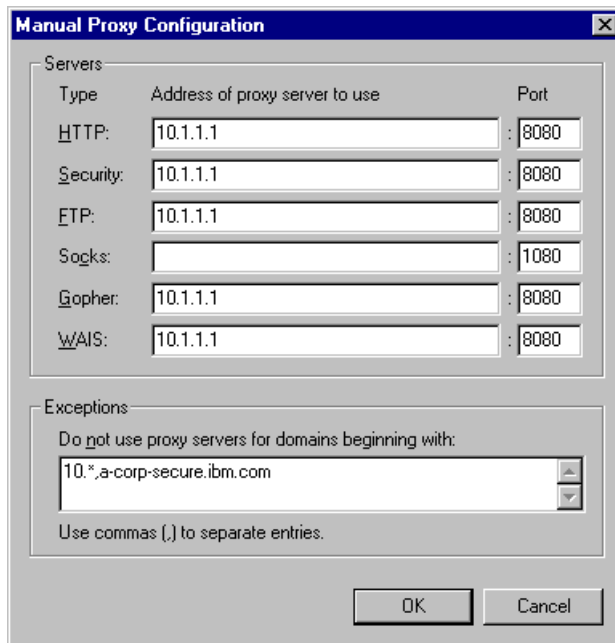 Manual Proxy Configuration
Servers
Type Address of proxy server to use Port
HTTP: 10.1.1.1 : 8080
Security: 10.1.1.1 : 8080
FTP: 10.1.1.1 : 8080
Socks: : 1080
Gopher: 10.1.1.1 : 8080
WAIS: 10.1.1.1 : 8080
Exceptions
Do not use proxy servers for domains beginning with:
10.*,a-corp-secure.ibm.com
Use commas (,) to separate entries.
OK Cancel